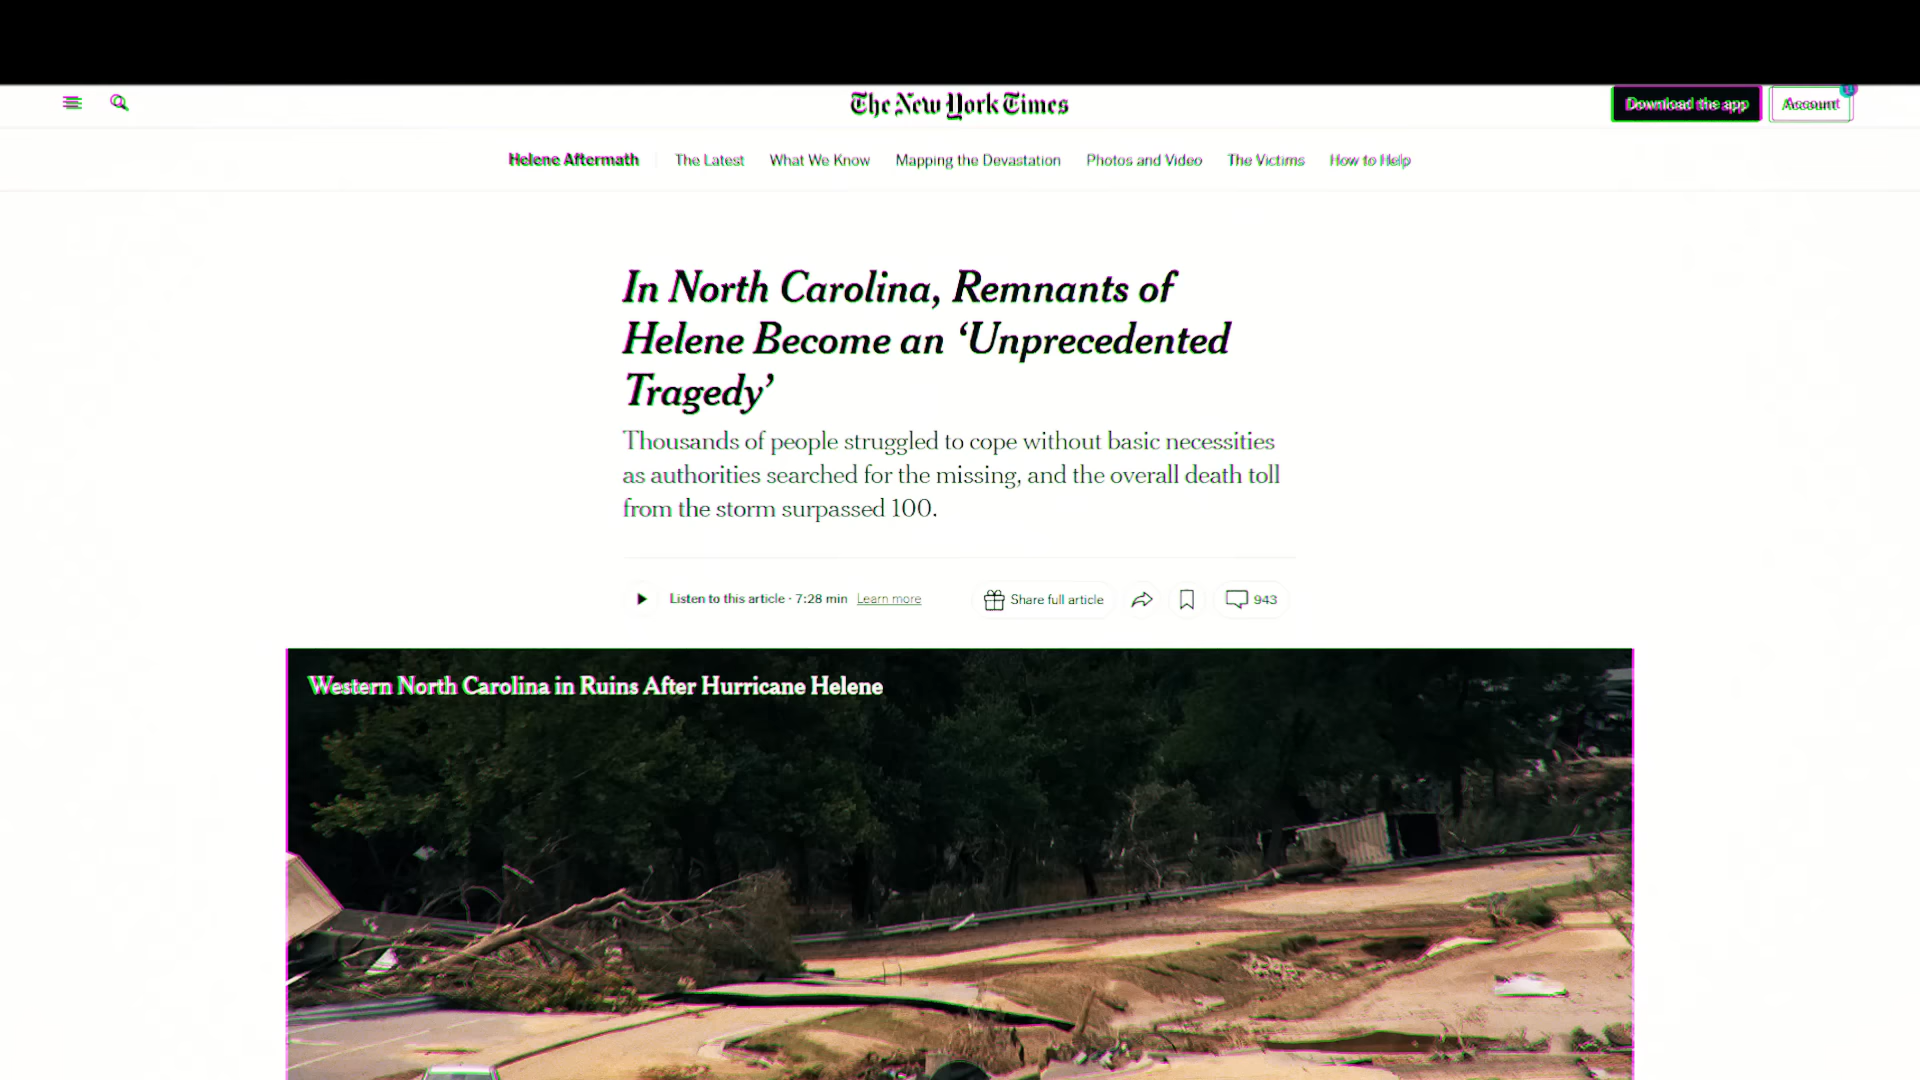 The New York Times
Download the app
Account
Helene Aftermath
The Latest
What We Know
Mapping the Devastation
Photos and Video
The Victims
How to Help
In North Carolina, Remnants of
Helene Become an ‘Unprecedented
Tragedy’
Thousands of people struggled to cope without basic necessities
as authorities searched for the missing, and the overall death toll
from the storm surpassed 100.
Listen to this article · 7:28 min Learn more
Share full article
943
Western North Carolina in Ruins After Hurricane Helene